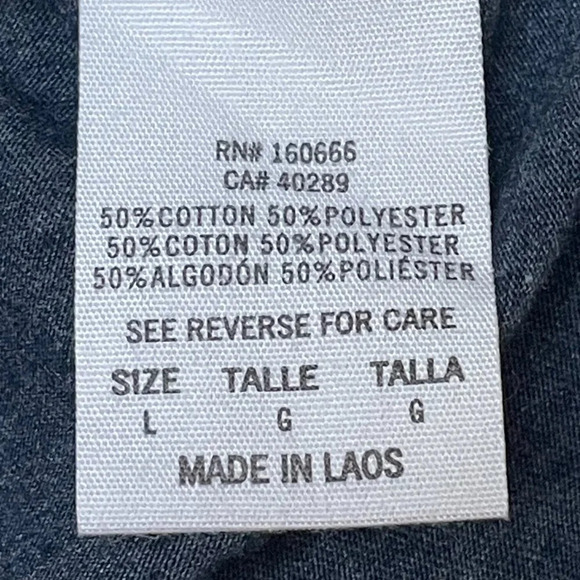 RN# 160666
CA# 40289
50%COTTON 50%POLYESTER
50%COTON 50%POLYESTER
50%ALGODÓN 50%POLIÉSTER
SEE REVERSE FOR CARE
SIZE TALLE TALLA
L G G
MADE IN LAOS